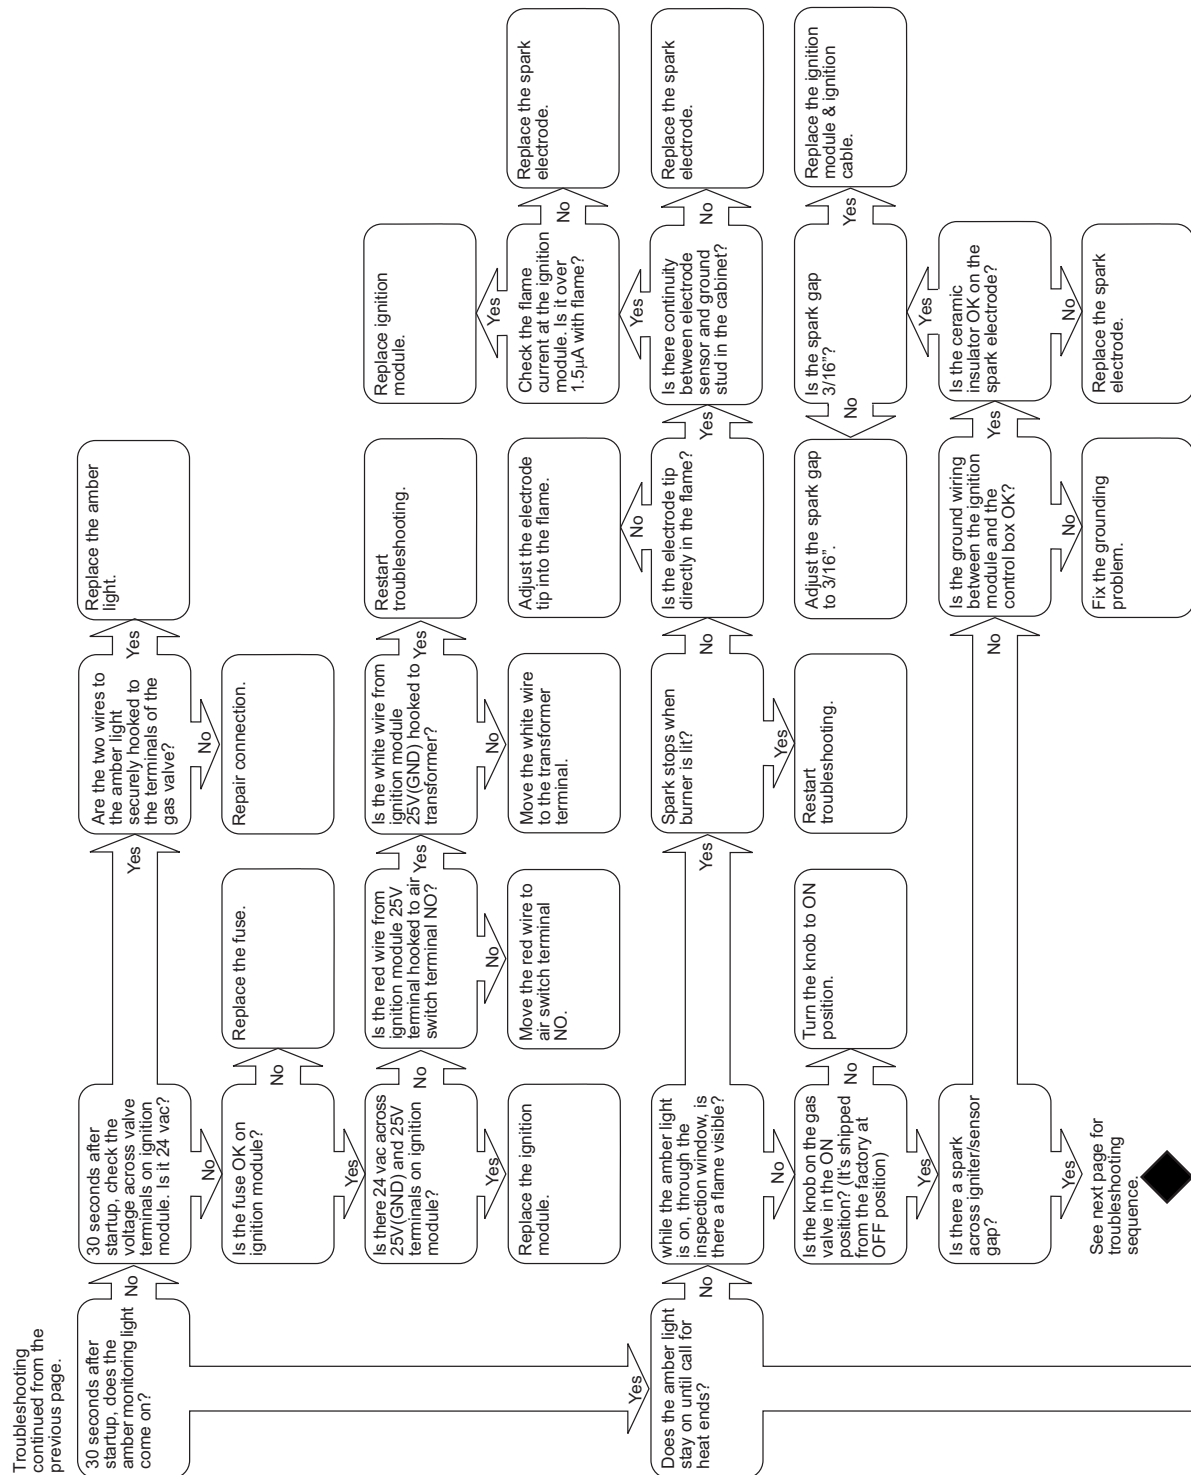 Troubleshooting
continued from the
previous page.
30 seconds after
startup, does the
amber monitoring light
come on?
No
30 seconds after
startup, check the
voltage across valve
terminals on ignition
module. Is it 24 vac?
Yes
Are the two wires to
the amber light
securely hooked to
the terminals of the
gas valve?
Yes
Replace the amber
light.
No
Repair connection.
No
Is the fuse OK on
ignition module?
No
Replace the fuse.
Yes
Is there 24 vac across
25V(GND) and 25V
terminals on ignition
module?
No
Is the red wire from
ignition module 25V
terminal hooked to air
switch terminal NO?
Yes
Is the white wire from
ignition module
25V(GND) hooked to
transformer?
Yes
Restart
troubleshooting.
Yes
Replace the ignition
module.
No
Move the red wire to
air switch terminal
NO.
No
Move the white wire
to the transformer
terminal.
Yes
Does the amber light
stay on until call for
heat ends?
No
while the amber light
is on, through the
inspection window, is
there a flame visible?
Yes
Spark stops when
burner is lit?
No
Is the electrode tip
directly in the flame?
No
Adjust the electrode
tip into the flame.
Yes
Is there continuity
between electrode
sensor and ground
stud in the cabinet?
No
Replace the spark
electrode.
Yes
Check the flame
current at the ignition
module. Is it over
1.5µA with flame?
No
Replace the spark
electrode.
Yes
Replace ignition
module.
Yes
Restart
troubleshooting.
No
Is the knob on the gas
valve in the ON
position? (It's shipped
from the factory at
OFF position)
No
Turn the knob to ON
position.
Yes
Is there a spark
across igniter/sensor
gap?
No
Is the ground wiring
between the ignition
module and the
control box OK?
Yes
Is the ceramic
insulator OK on the
spark electrode?
Yes
Is the spark gap
3/16"?
Yes
Replace the ignition
module & ignition
cable.
No
Adjust the spark gap
to 3/16".
No
Fix the grounding
problem.
No
Replace the spark
electrode.
Yes
See next page for
troubleshooting
sequence.